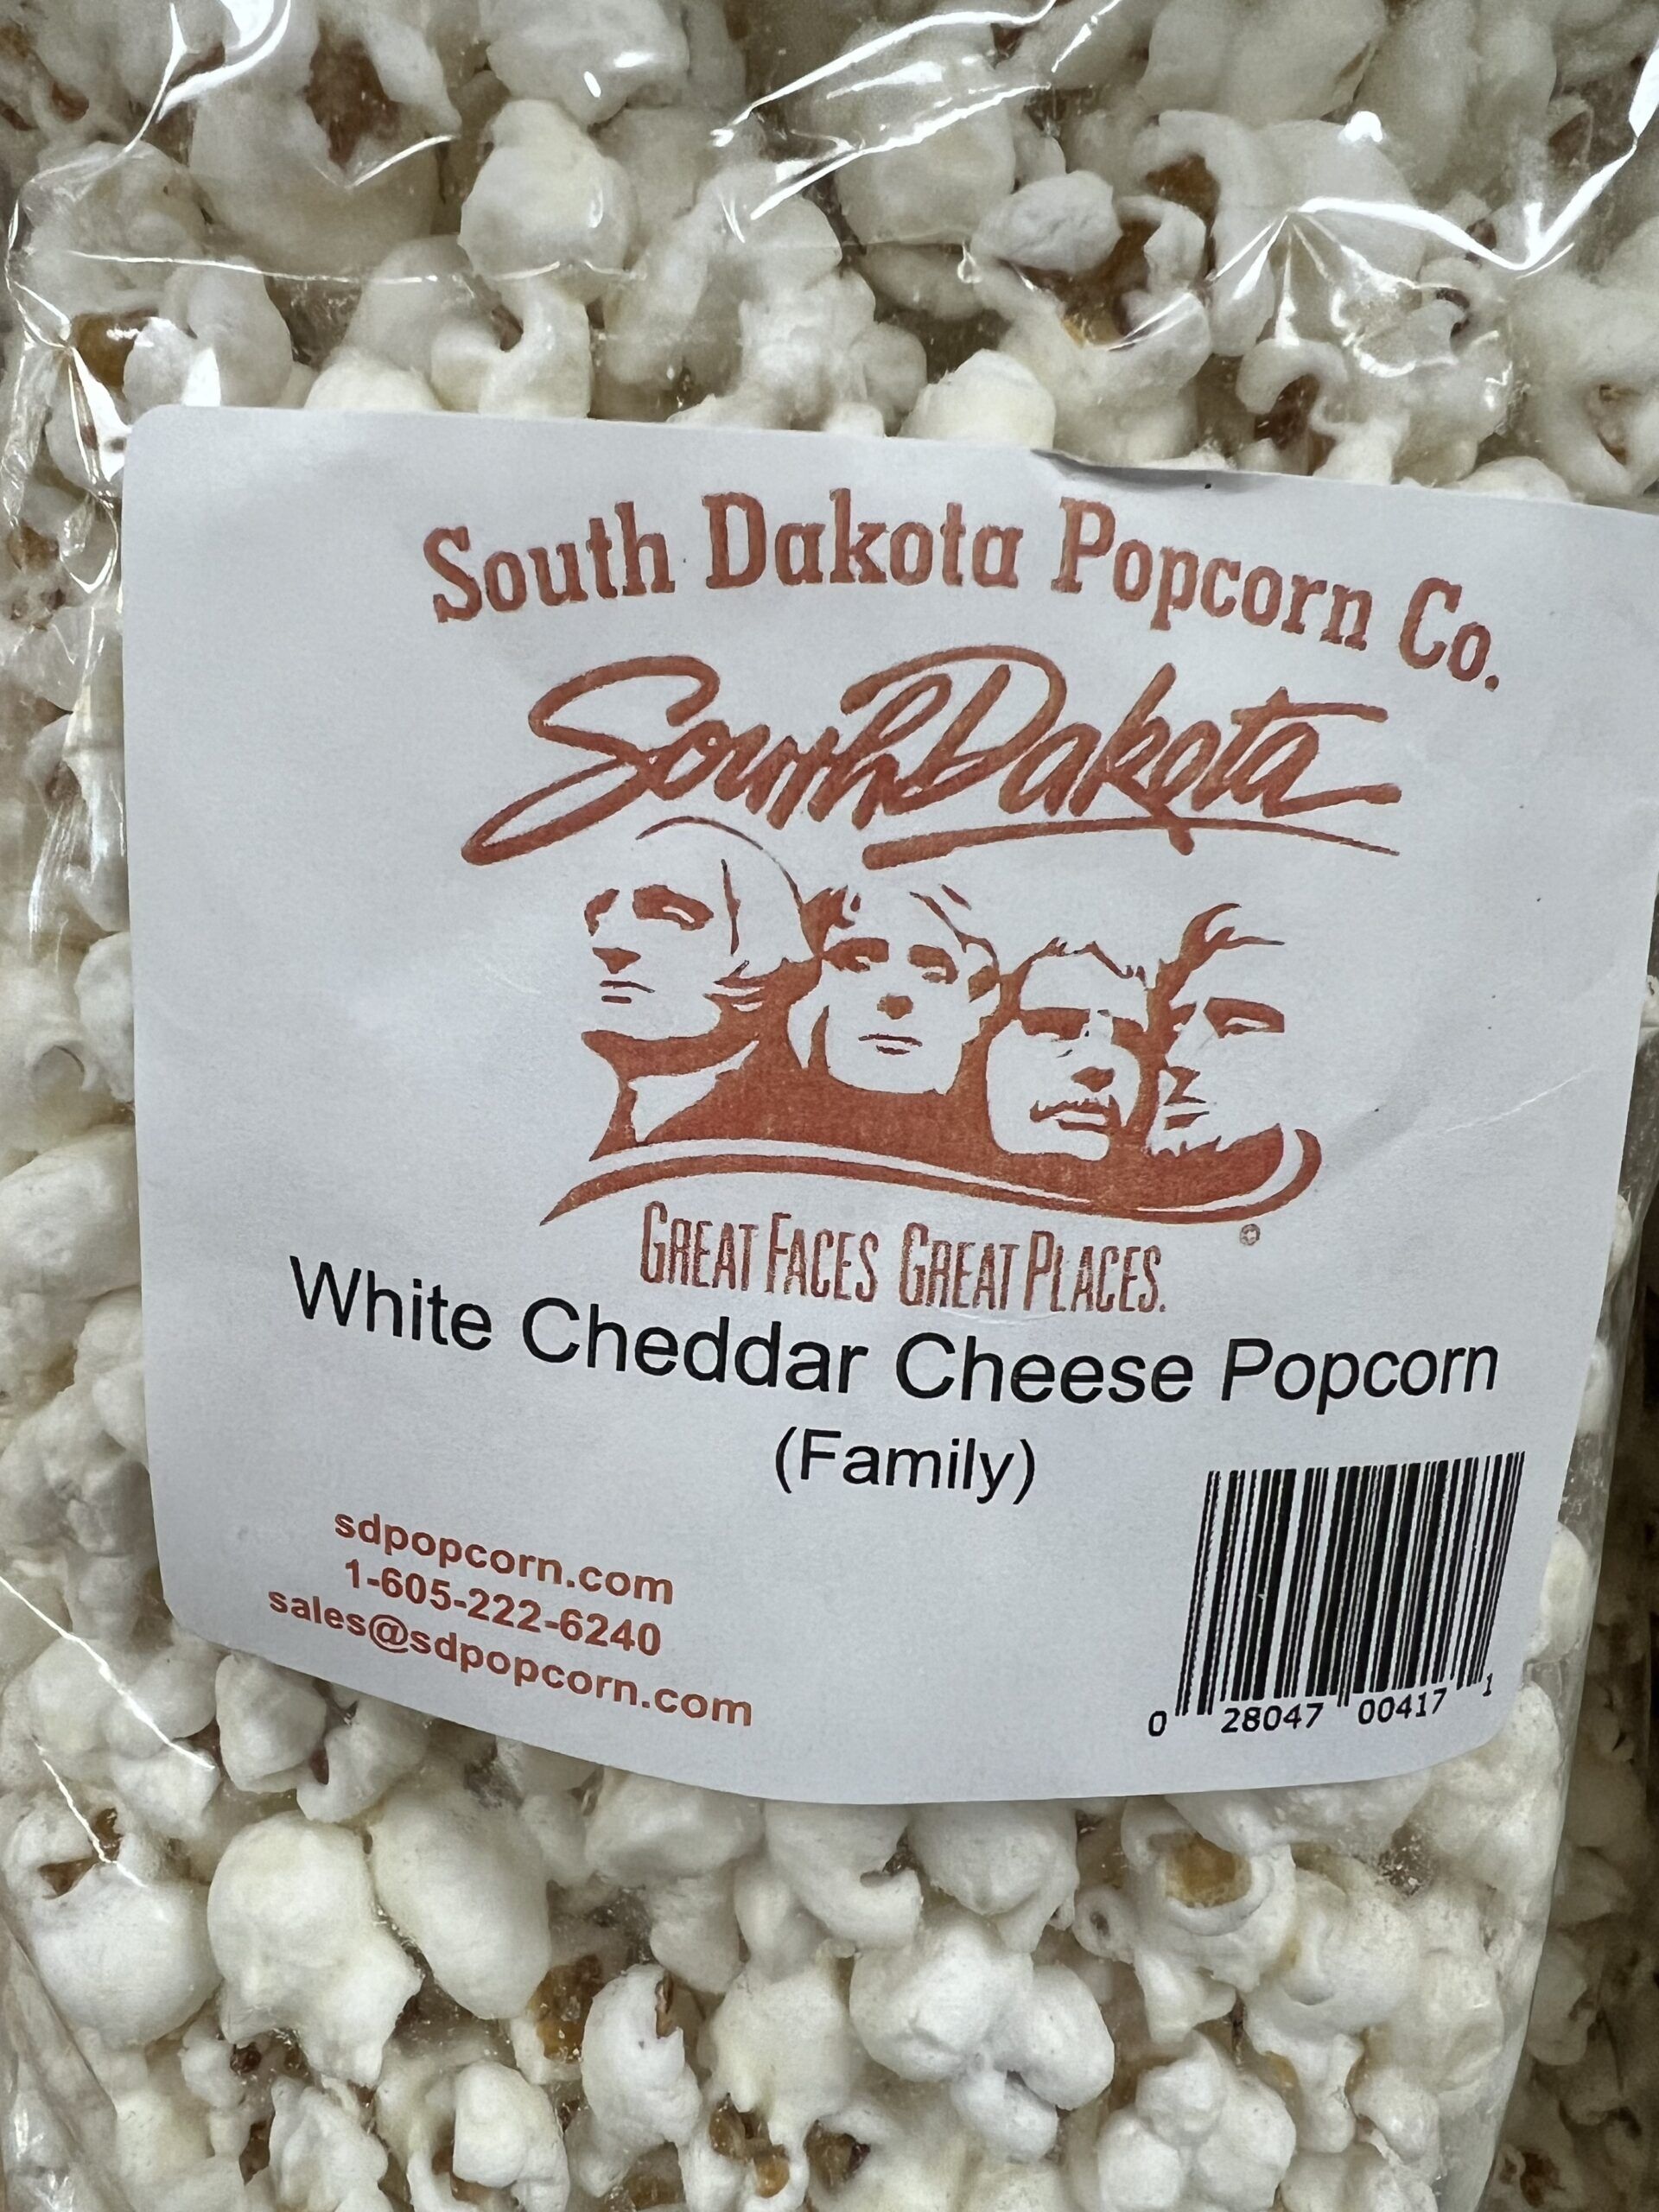 South Dakota Popcorn Co.
South Dakota
GREAT FACES GREAT PLACES.
©
White Cheddar Cheese Popcorn
(Family)
sdpopcorn.com
1-605-222-6240
sales@sdpopcorn.com
0 28047 00417 1